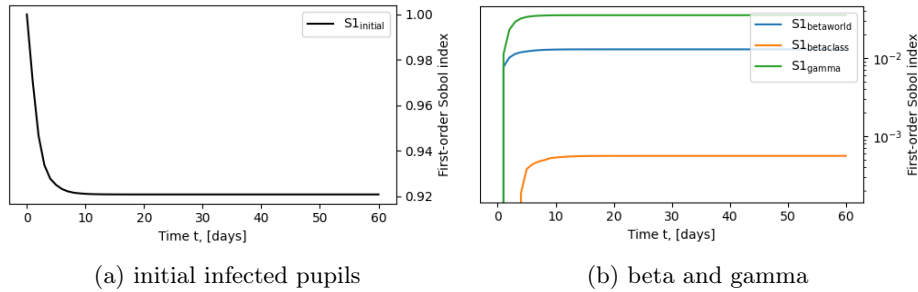 S1initial
1.00
0.98
0.96
0.94
0.92
First-order Sobol index
0 10 20 30 40 50 60
Time t, [days]
(a) initial infected pupils
S1betaworld
S1betaclass
S1gamma
10⁻²
10⁻³
First-order Sobol index
0 10 20 30 40 50 60
Time t, [days]
(b) beta and gamma